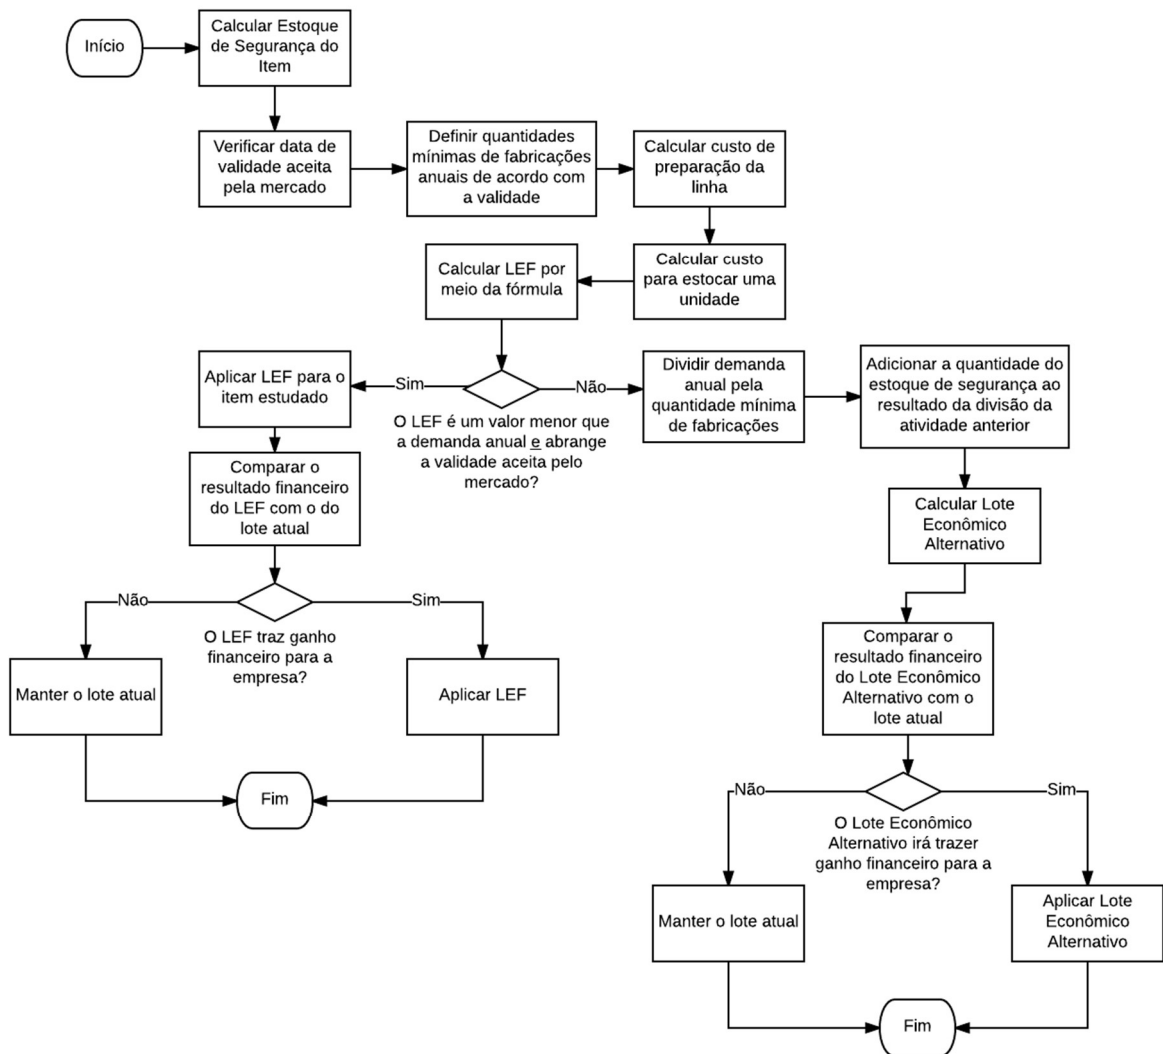 Início
Calcular Estoque
de Segurança do
Item
Verificar data de
validade aceita
pela mercado
Definir quantidades
mínimas de fabricações
anuais de acordo com
a validade
Calcular custo de
preparação da
linha
Calcular custo
para estocar uma
unidade
Calcular LEF por
meio da fórmula
O LEF é um valor menor que
a demanda anual e abrange
a validade aceita pelo
mercado?
Sim
Não
Aplicar LEF para o
item estudado
Comparar o
resultado financeiro
do LEF com o do
lote atual
O LEF traz ganho
financeiro para a
empresa?
Não
Sim
Manter o lote atual
Aplicar LEF
Fim
Dividir demanda
anual pela
quantidade mínima
de fabricações
Adicionar a quantidade do
estoque de segurança ao
resultado da divisão da
atividade anterior
Calcular Lote
Econômico
Alternativo
Comparar o
resultado financeiro
do Lote Econômico
Alternativo com o
lote atual
O Lote Econômico
Alternativo irá trazer
ganho financeiro para a
empresa?
Não
Sim
Manter o lote atual
Aplicar Lote
Econômico
Alternativo
Fim